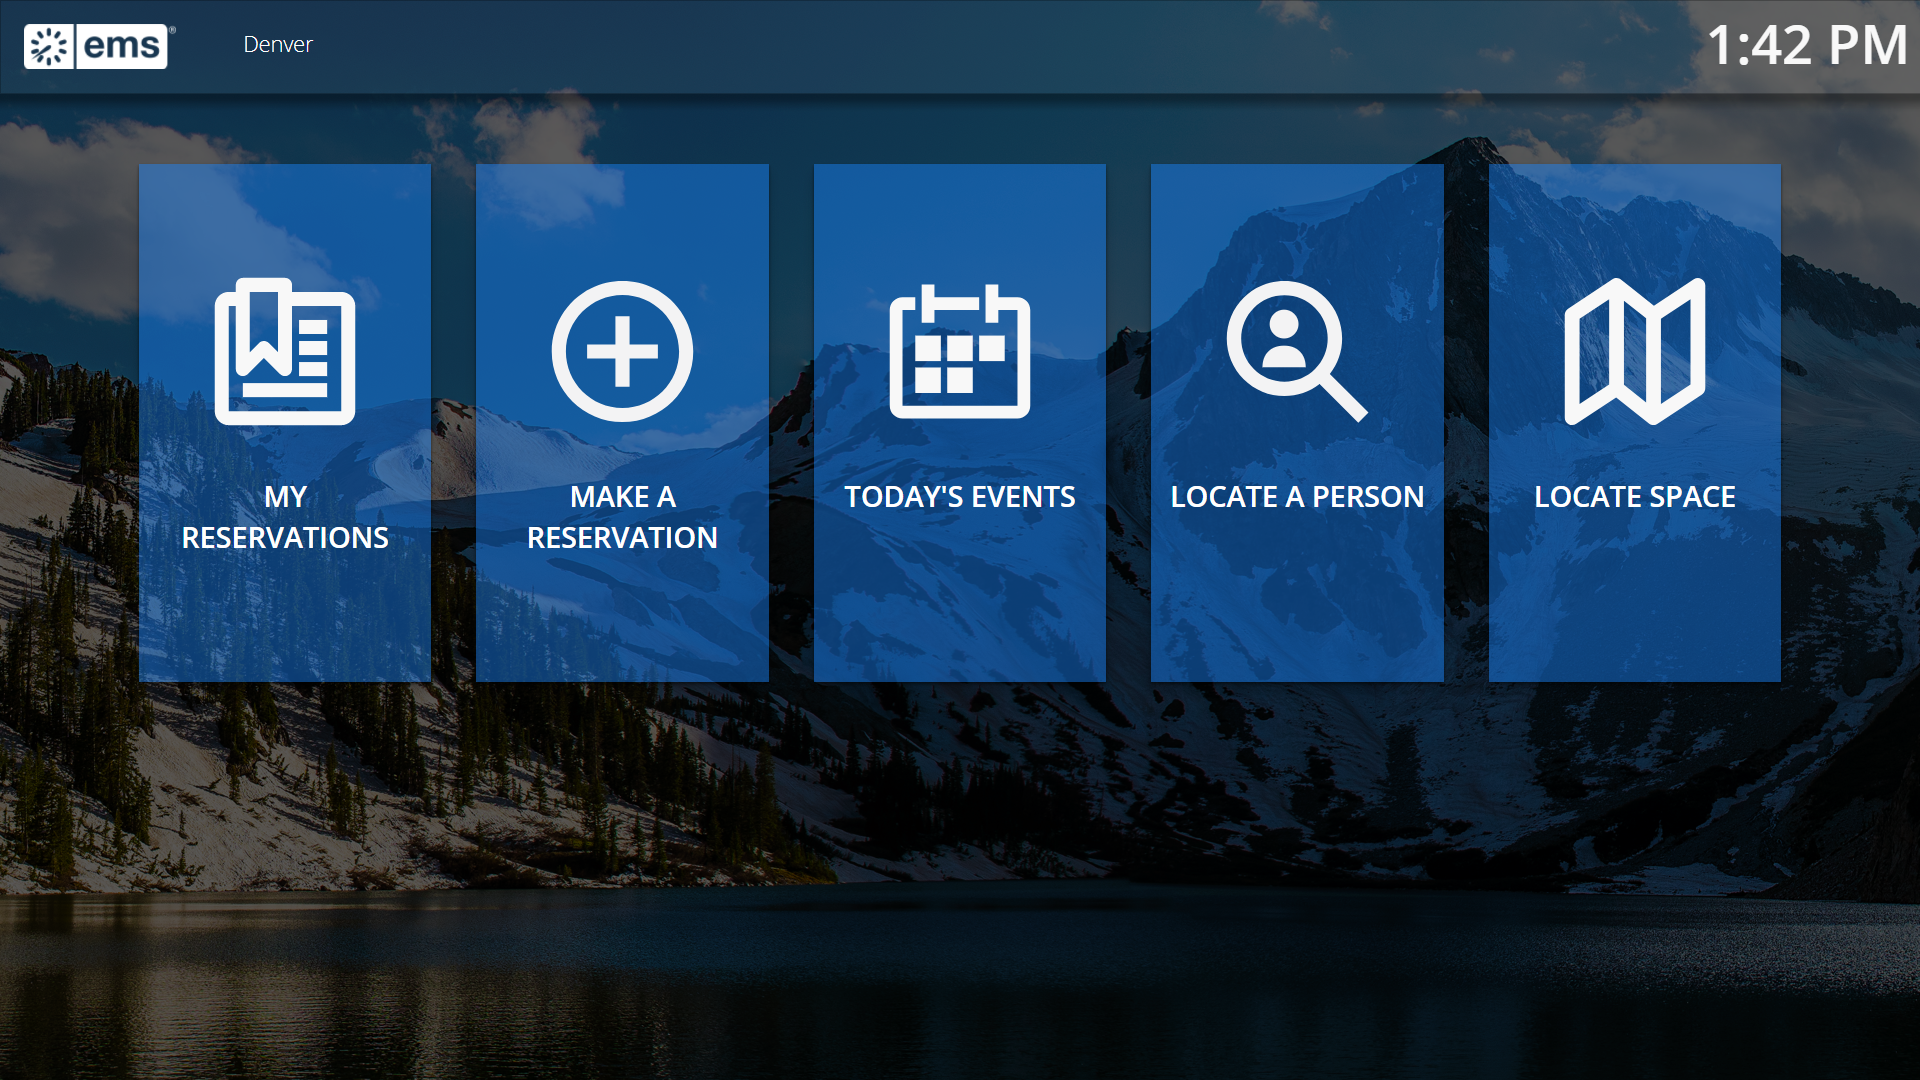 ems®
Denver
1:42 PM
MY
RESERVATIONS
MAKE A
RESERVATION
TODAY'S EVENTS
LOCATE A PERSON
LOCATE SPACE